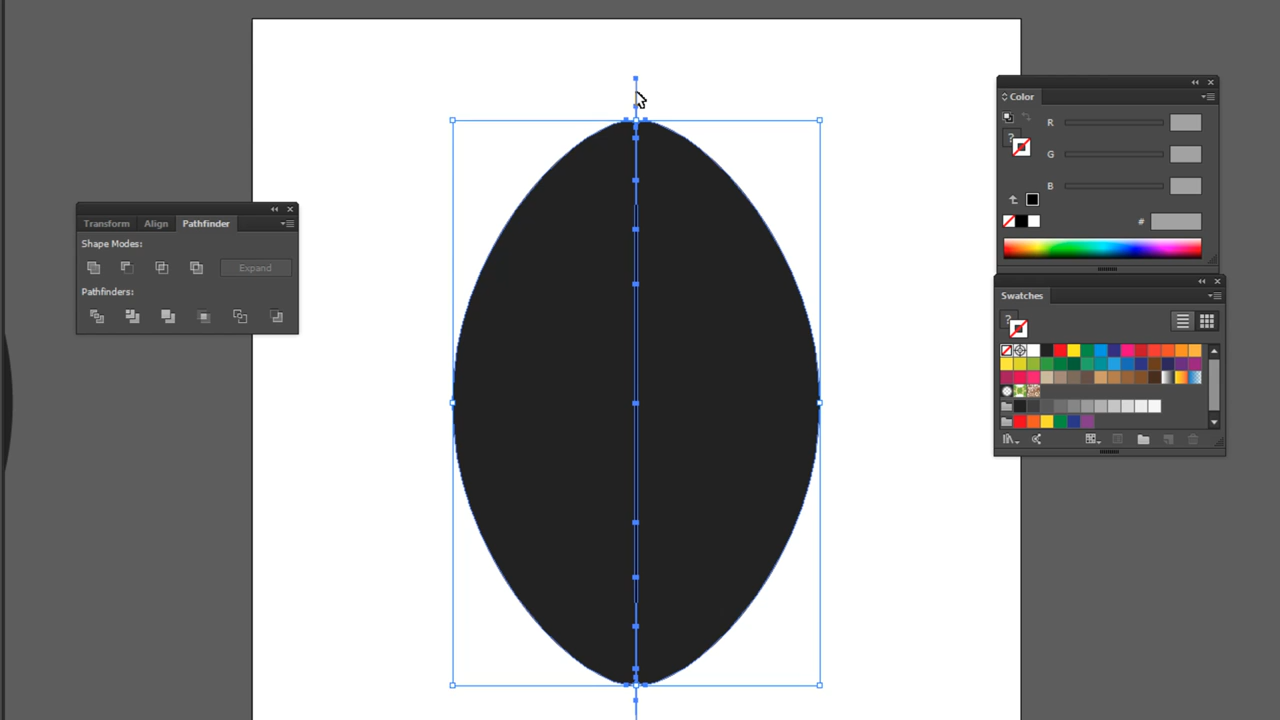 Transform Align Pathfinder
Shape Modes:
Expand
Pathfinders:
Color
R
G
B
#
Swatches
?
?